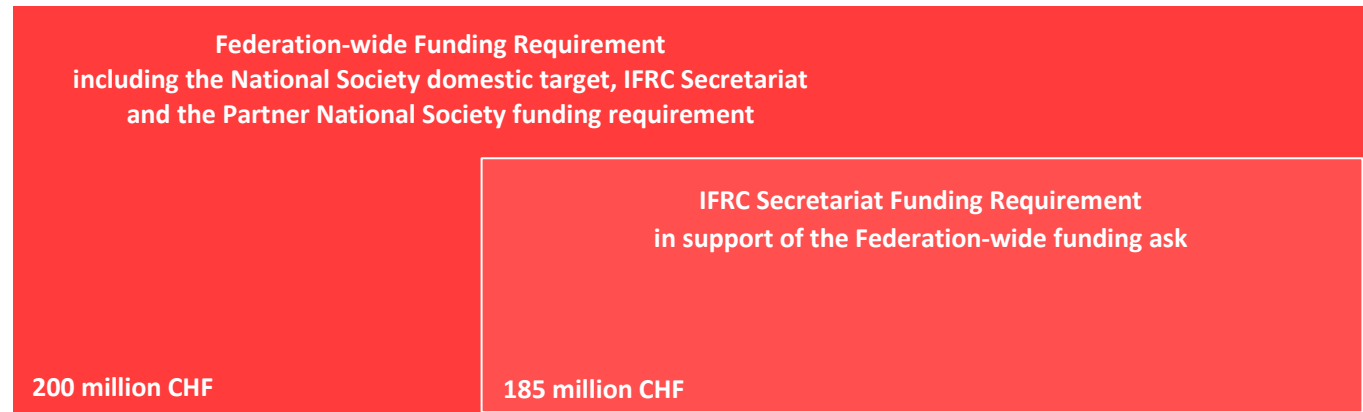 Federation-wide Funding Requirement
including the National Society domestic target, IFRC Secretariat
and the Partner National Society funding requirement
IFRC Secretariat Funding Requirement
in support of the Federation-wide funding ask
200 million CHF
185 million CHF